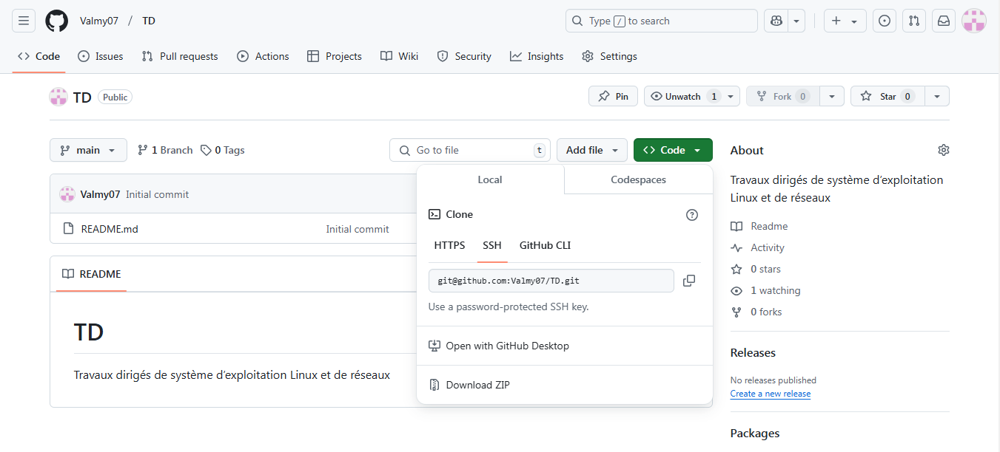 Valmy07 / TD
Type / to search
Code Issues Pull requests Actions Projects Wiki Security Insights Settings
TD Public
Pin Unwatch 1 Fork 0 Star 0
main 1 Branch 0 Tags Go to file t Add file Code
Local Codespaces
Clone
HTTPS SSH GitHub CLI
git@github.com:Valmy07/TD.git
Use a password-protected SSH key.
Open with GitHub Desktop
Download ZIP
Valmy07 Initial commit
README.md Initial commit
README
TD
Travaux dirigés de système d’exploitation Linux et de réseaux
About
Travaux dirigés de système d’exploitation
Linux et de réseaux
Readme
Activity
0 stars
1 watching
0 forks
Releases
No releases published
Create a new release
Packages